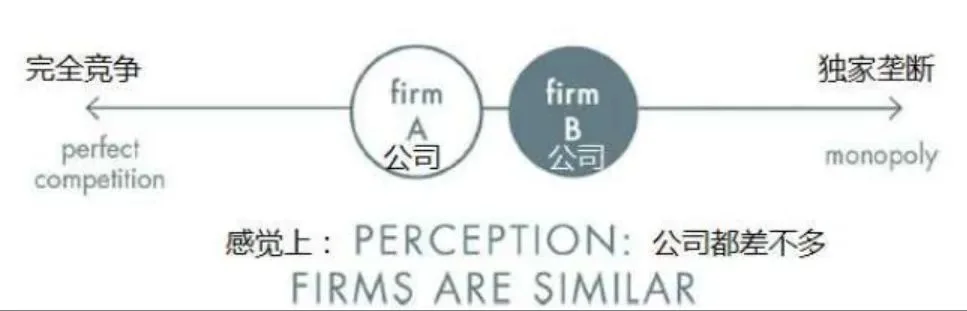 完全竞争
独家垄断
firm
A
公司
firm
B
公司
perfect
competition
monopoly
感觉上： PERCEPTION: 公司都差不多
FIRMS ARE SIMILAR